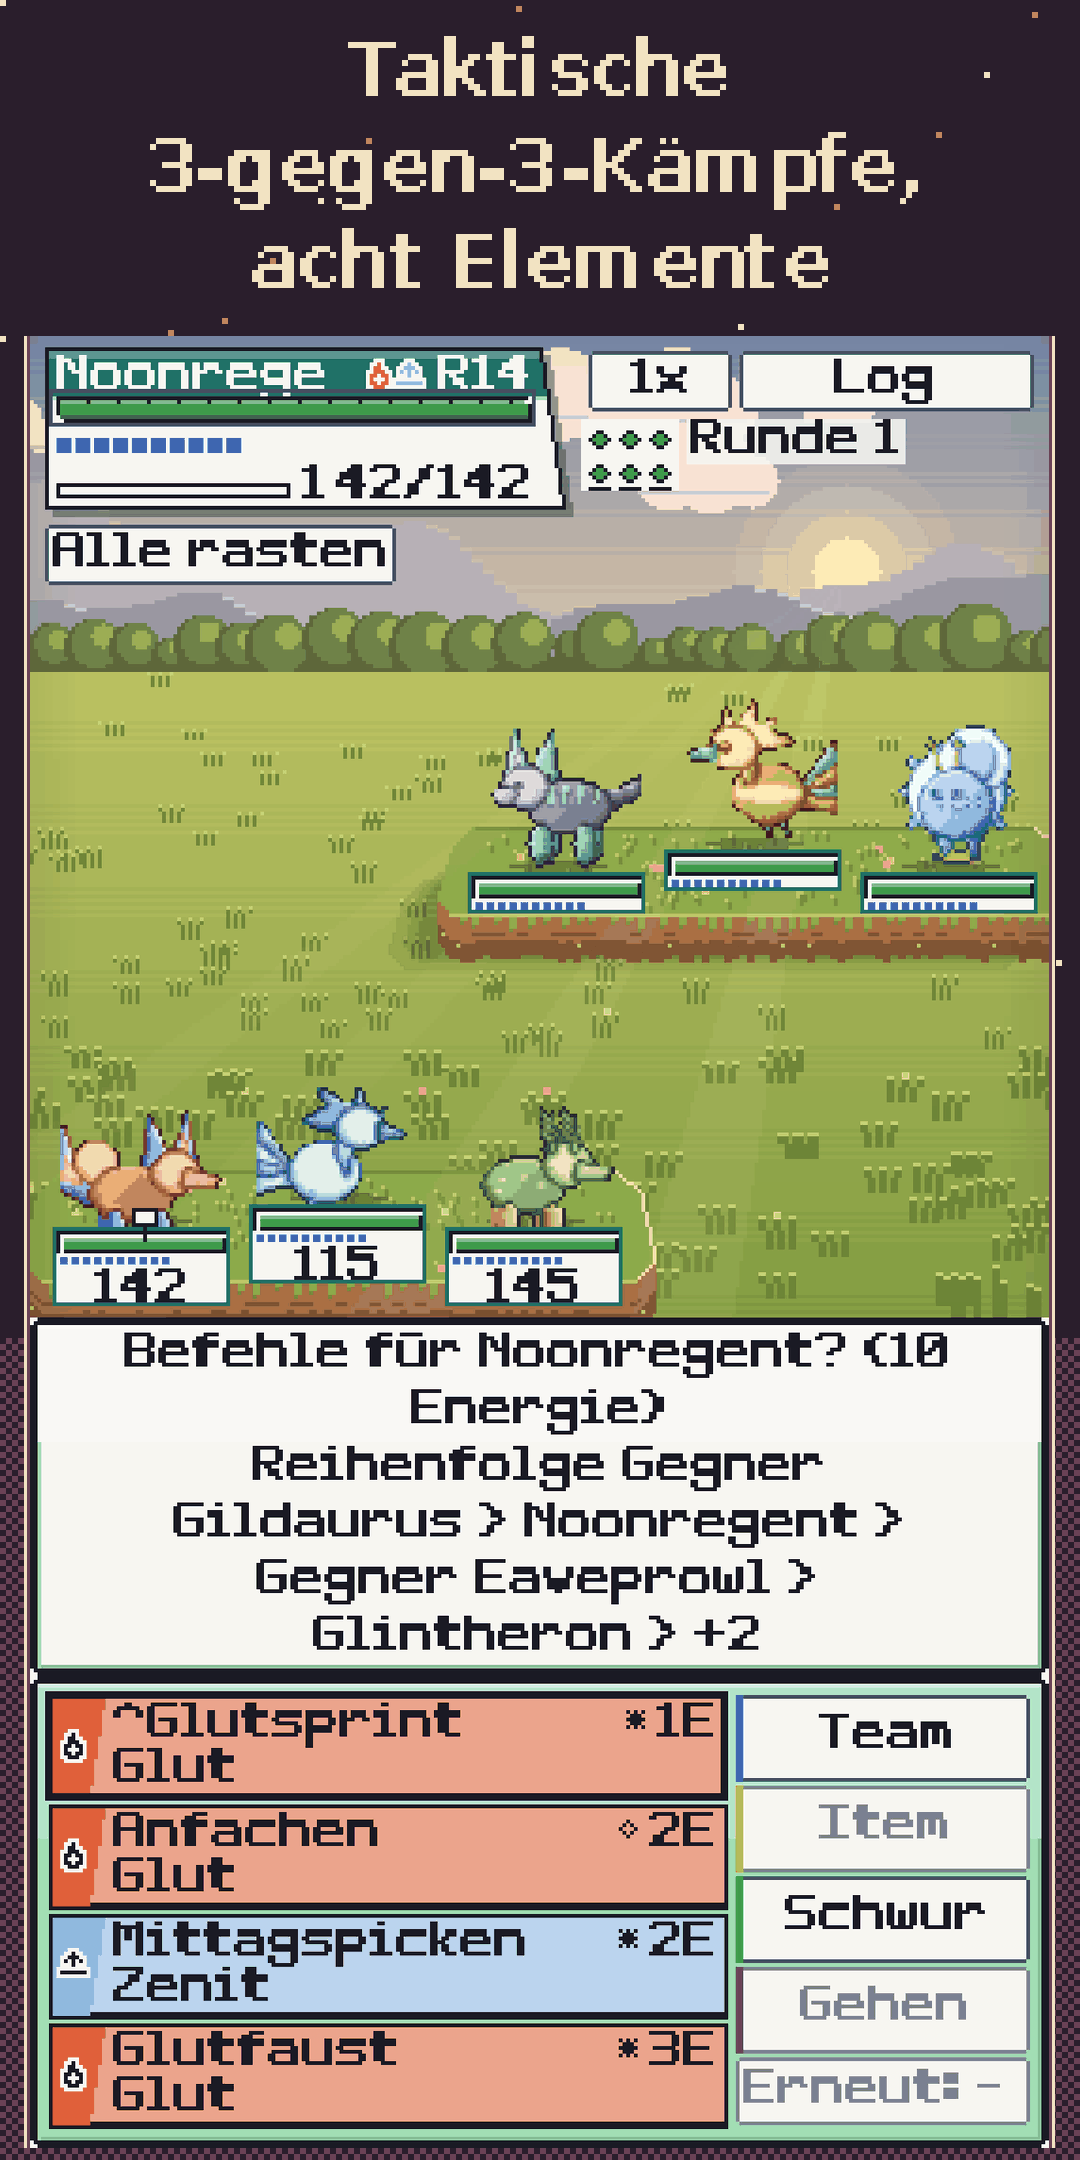 Taktische
3-gegen-3-Kämpfe,
acht Elemente
Noonrege R14
1x
Log
142/142
Runde 1
Alle rasten
142
115
145
Befehle für Noonregent? (10
Energie)
Reihenfolge Gegner
Gildaurus > Noonregent >
Gegner Eaweprowl >
Glintheron > +2
^Glutsprint *1E
Glut
Anfachen ◇2E
Glut
Mittagspicken *2E
Zenit
Glutfaust *3E
Glut
Team
Item
Schwur
Gehen
Erneut: -